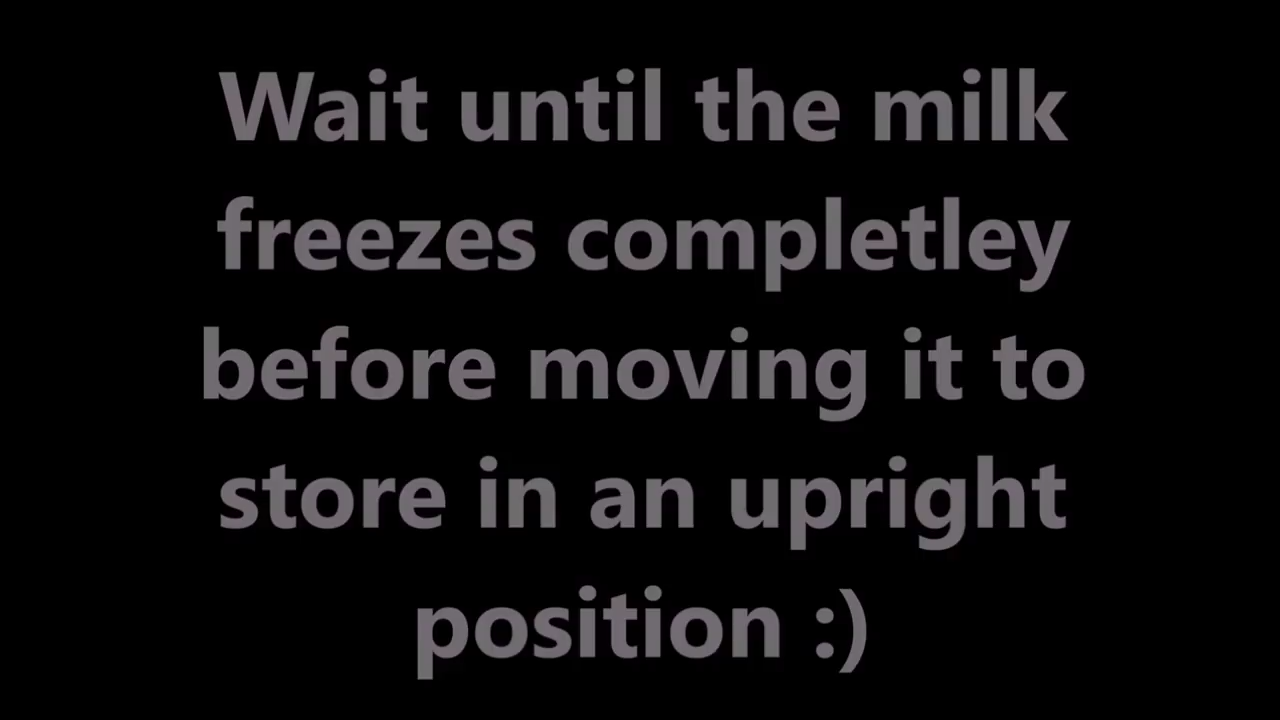 Wait until the milk
freezes completley
before moving it to
store in an upright
position :)